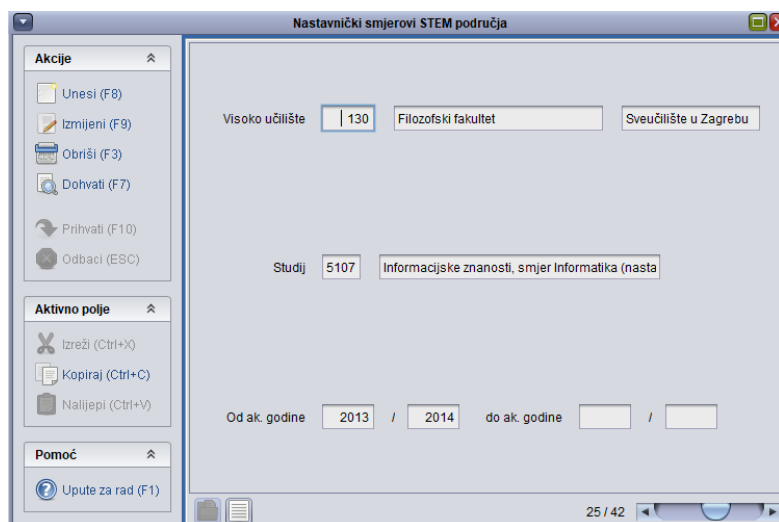 Nastavnički smjerovi STEM područja
Akcije
Unesi (F8)
Izmijeni (F9)
Obriši (F3)
Dohvati (F7)
Prihvati (F10)
Odbaci (ESC)
Aktivno polje
Izreži (Ctrl+X)
Kopiraj (Ctrl+C)
Nalijepi (Ctrl+V)
Pomoć
Upute za rad (F1)
Visoko učilište 130 Filozofski fakultet Sveučilište u Zagrebu
Studij 5107 Informacijske znanosti, smjer Informatika (nasta
Od ak. godine 2013 / 2014 do ak. godine /
25 / 42